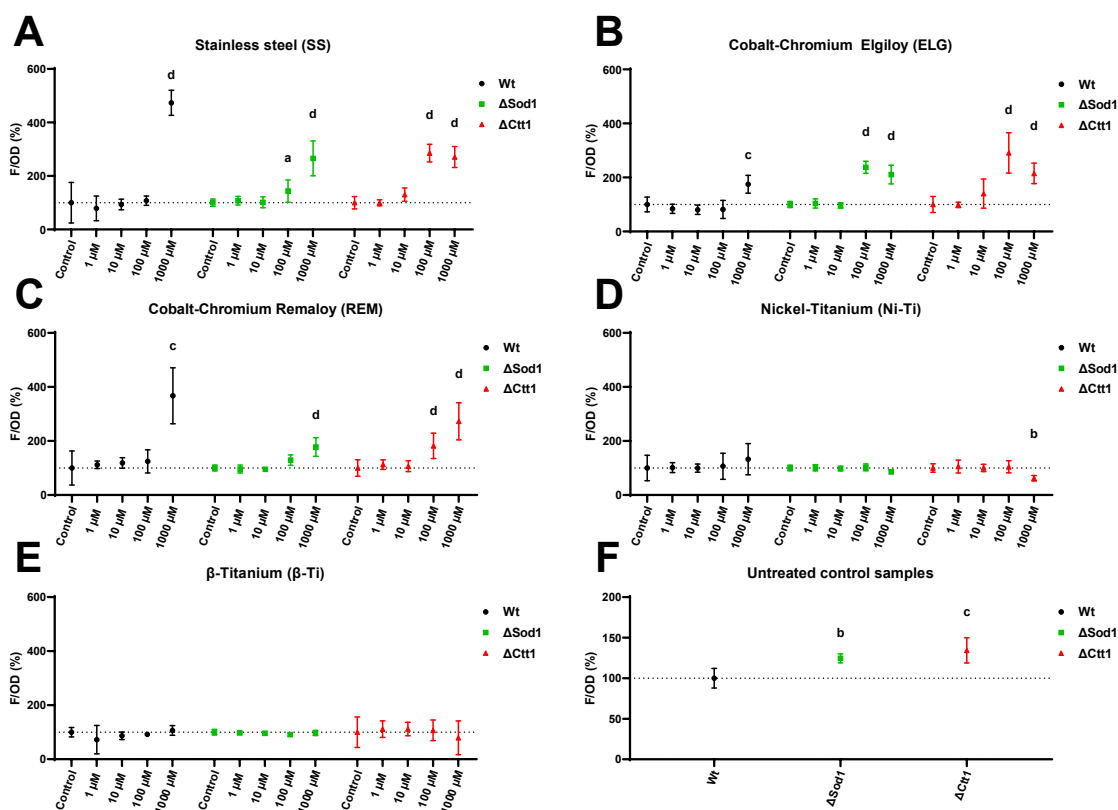 A
Stainless steel (SS)
600
400
200
0
F/OD (%)
d
a
d
d
d
Wt
ΔSod1
ΔCtt1
Control
1 µM
10 µM
100 µM
1000 µM
Control
1 µM
10 µM
100 µM
1000 µM
Control
1 µM
10 µM
100 µM
1000 µM
B
Cobalt-Chromium Elgiloy (ELG)
600
400
200
0
F/OD (%)
c
d
d
d
d
Wt
ΔSod1
ΔCtt1
Control
1 µM
10 µM
100 µM
1000 µM
Control
1 µM
10 µM
100 µM
1000 µM
Control
1 µM
10 µM
100 µM
1000 µM
C
Cobalt-Chromium Remaloy (REM)
600
400
200
0
F/OD (%)
c
d
d
d
Wt
ΔSod1
ΔCtt1
Control
1 µM
10 µM
100 µM
1000 µM
Control
1 µM
10 µM
100 µM
1000 µM
Control
1 µM
10 µM
100 µM
1000 µM
D
Nickel-Titanium (Ni-Ti)
600
400
200
0
F/OD (%)
b
Wt
ΔSod1
ΔCtt1
Control
1 µM
10 µM
100 µM
1000 µM
Control
1 µM
10 µM
100 µM
1000 µM
Control
1 µM
10 µM
100 µM
1000 µM
E
β-Titanium (β-Ti)
600
400
200
0
F/OD (%)
Wt
ΔSod1
ΔCtt1
Control
1 µM
10 µM
100 µM
1000 µM
Control
1 µM
10 µM
100 µM
1000 µM
Control
1 µM
10 µM
100 µM
1000 µM
F
Untreated control samples
200
150
100
50
0
F/OD (%)
b
c
Wt
ΔSod1
ΔCtt1
Wt
ΔSod1
ΔCtt1